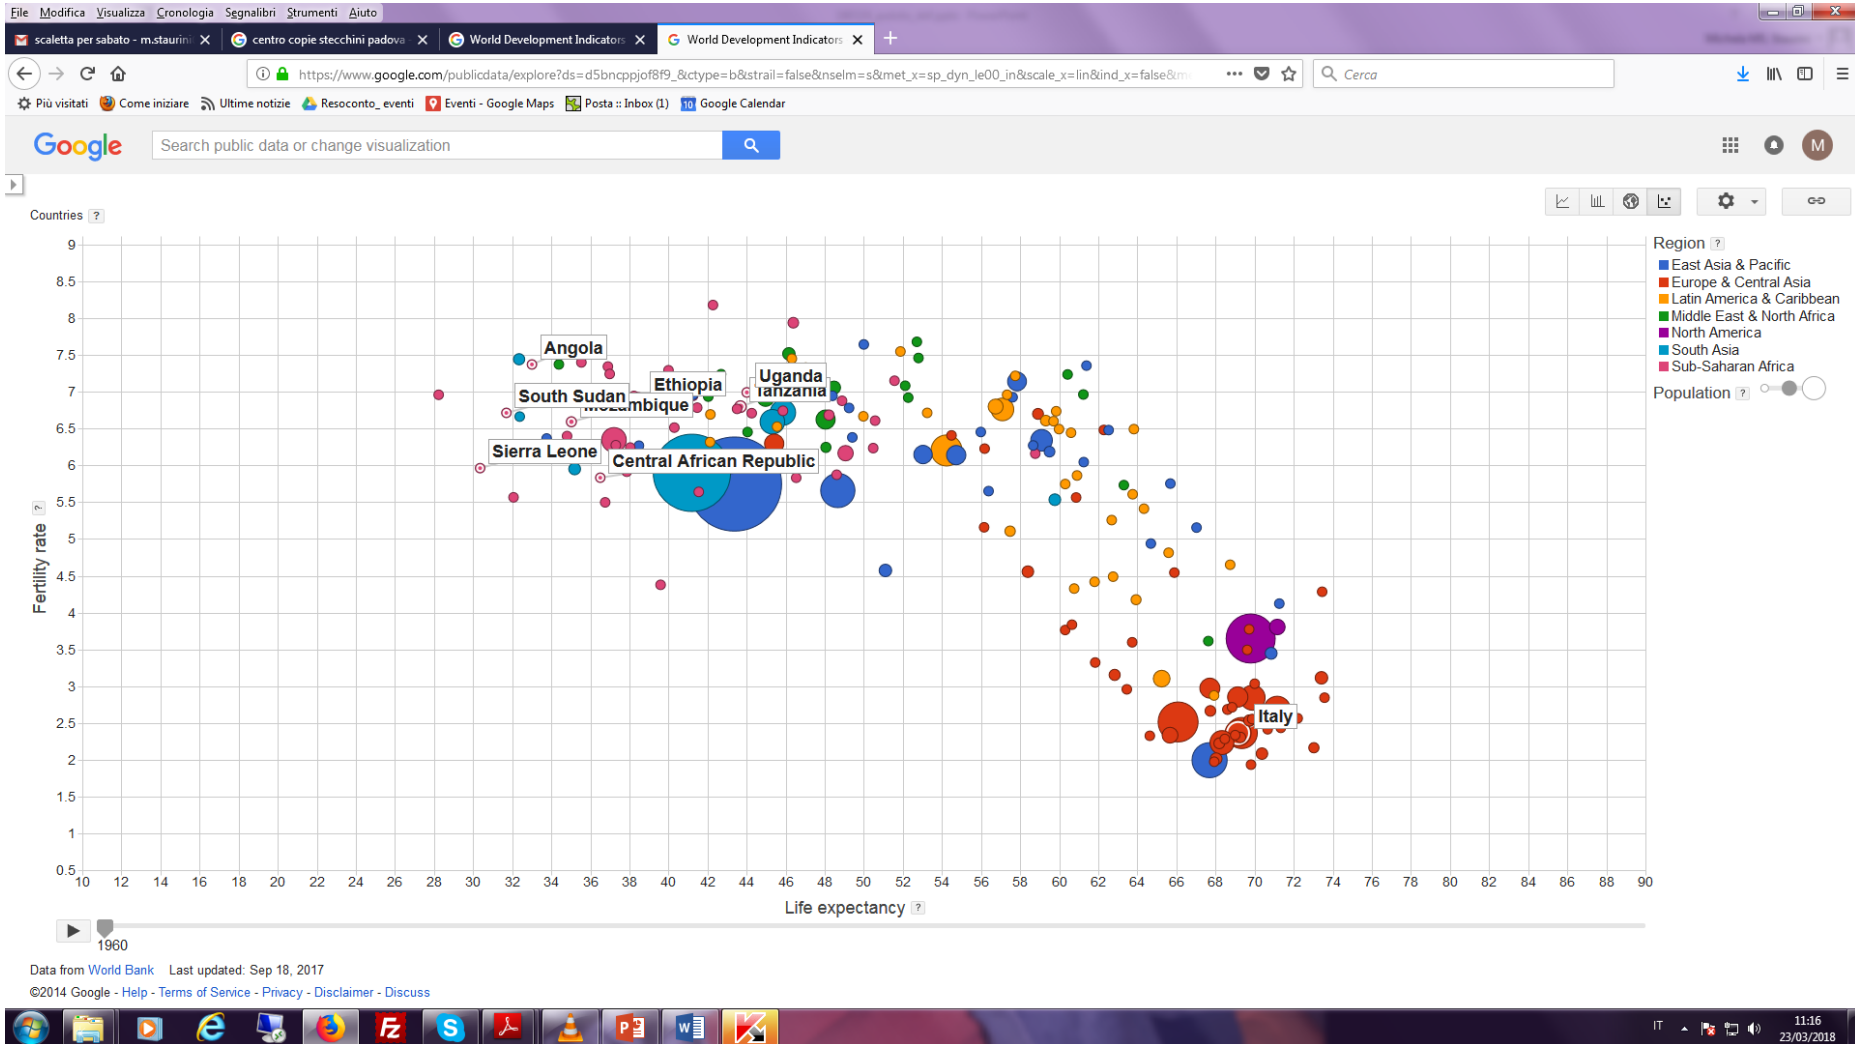 File Modifica Visualizza Cronologia Segnalibri Strumenti Aiuto
scaletta per sabato - m.staurini
centro copie stecchini padova -
World Development Indicators
World Development Indicators
https://www.google.com/publicdata/explore?ds=d5bncppjof8f9_&ctype=b&strail=false&nselm=s&met_x=sp_dyn_le00_in&scale_x=lin&ind_x=false&m
Cerca
Più visitati Come iniziare Ultime notizie Resoconto_ eventi Eventi - Google Maps Posta :: Inbox (1) 10 Google Calendar
Google
Search public data or change visualization
M
Countries ?
Region ?
East Asia & Pacific
Europe & Central Asia
Latin America & Caribbean
Middle East & North Africa
North America
South Asia
Sub-Saharan Africa
Population ?
9
8.5
8
7.5
7
6.5
6
5.5
5
4.5
4
3.5
3
2.5
2
1.5
1
0.5
Fertility rate ?
Angola
Uganda
Tanzania
Ethiopia
South Sudan
Mozambique
Sierra Leone
Central African Republic
Italy
10 12 14 16 18 20 22 24 26 28 30 32 34 36 38 40 42 44 46 48 50 52 54 56 58 60 62 64 66 68 70 72 74 76 78 80 82 84 86 88 90
Life expectancy ?
1960
Data from World Bank Last updated: Sep 18, 2017
©2014 Google - Help - Terms of Service - Privacy - Disclaimer - Discuss
IT
11:16
23/03/2018